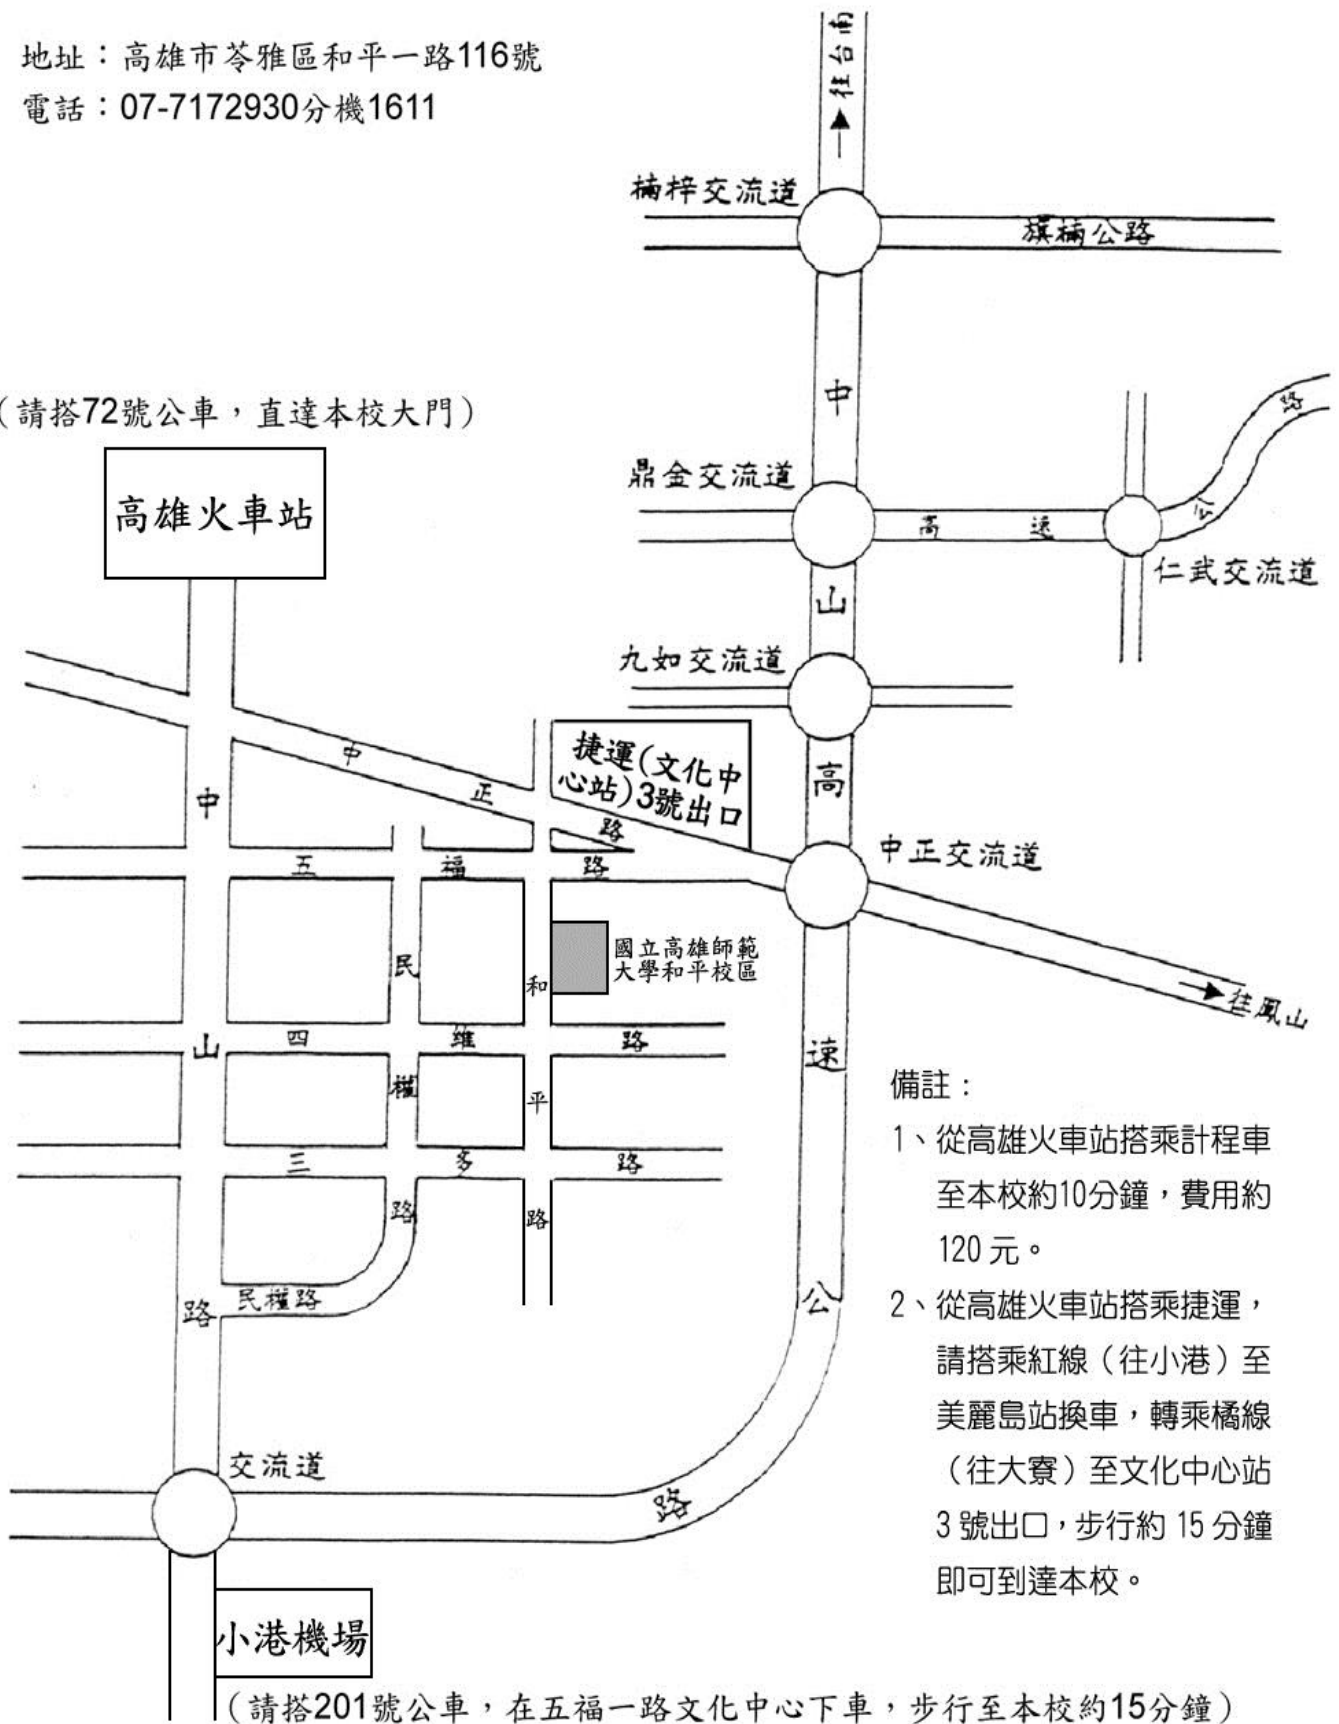 地址：高雄市苓雅區和平一路116號
電話：07-7172930分機1611
往台南
楠梓交流道
旗楠公路
（請搭72號公車，直達本校大門）
高雄火車站
中
山
高
速
公
路
鼎金交流道
高速
公
路
仁武交流道
九如交流道
捷運(文化中
心站)3號出口
中正路
中正交流道
往鳳山
五福路
中
山
路
民
權
路
民權路
和
平
路
國立高雄師範
大學和平校區
四維路
三多路
交流道
小港機場
（請搭201號公車，在五福一路文化中心下車，步行至本校約15分鐘）
備註：
1、從高雄火車站搭乘計程車
至本校約10分鐘，費用約
120 元。
2、從高雄火車站搭乘捷運，
請搭乘紅線（往小港）至
美麗島站換車，轉乘橘線
（往大寮）至文化中心站
3 號出口，步行約 15 分鐘
即可到達本校。